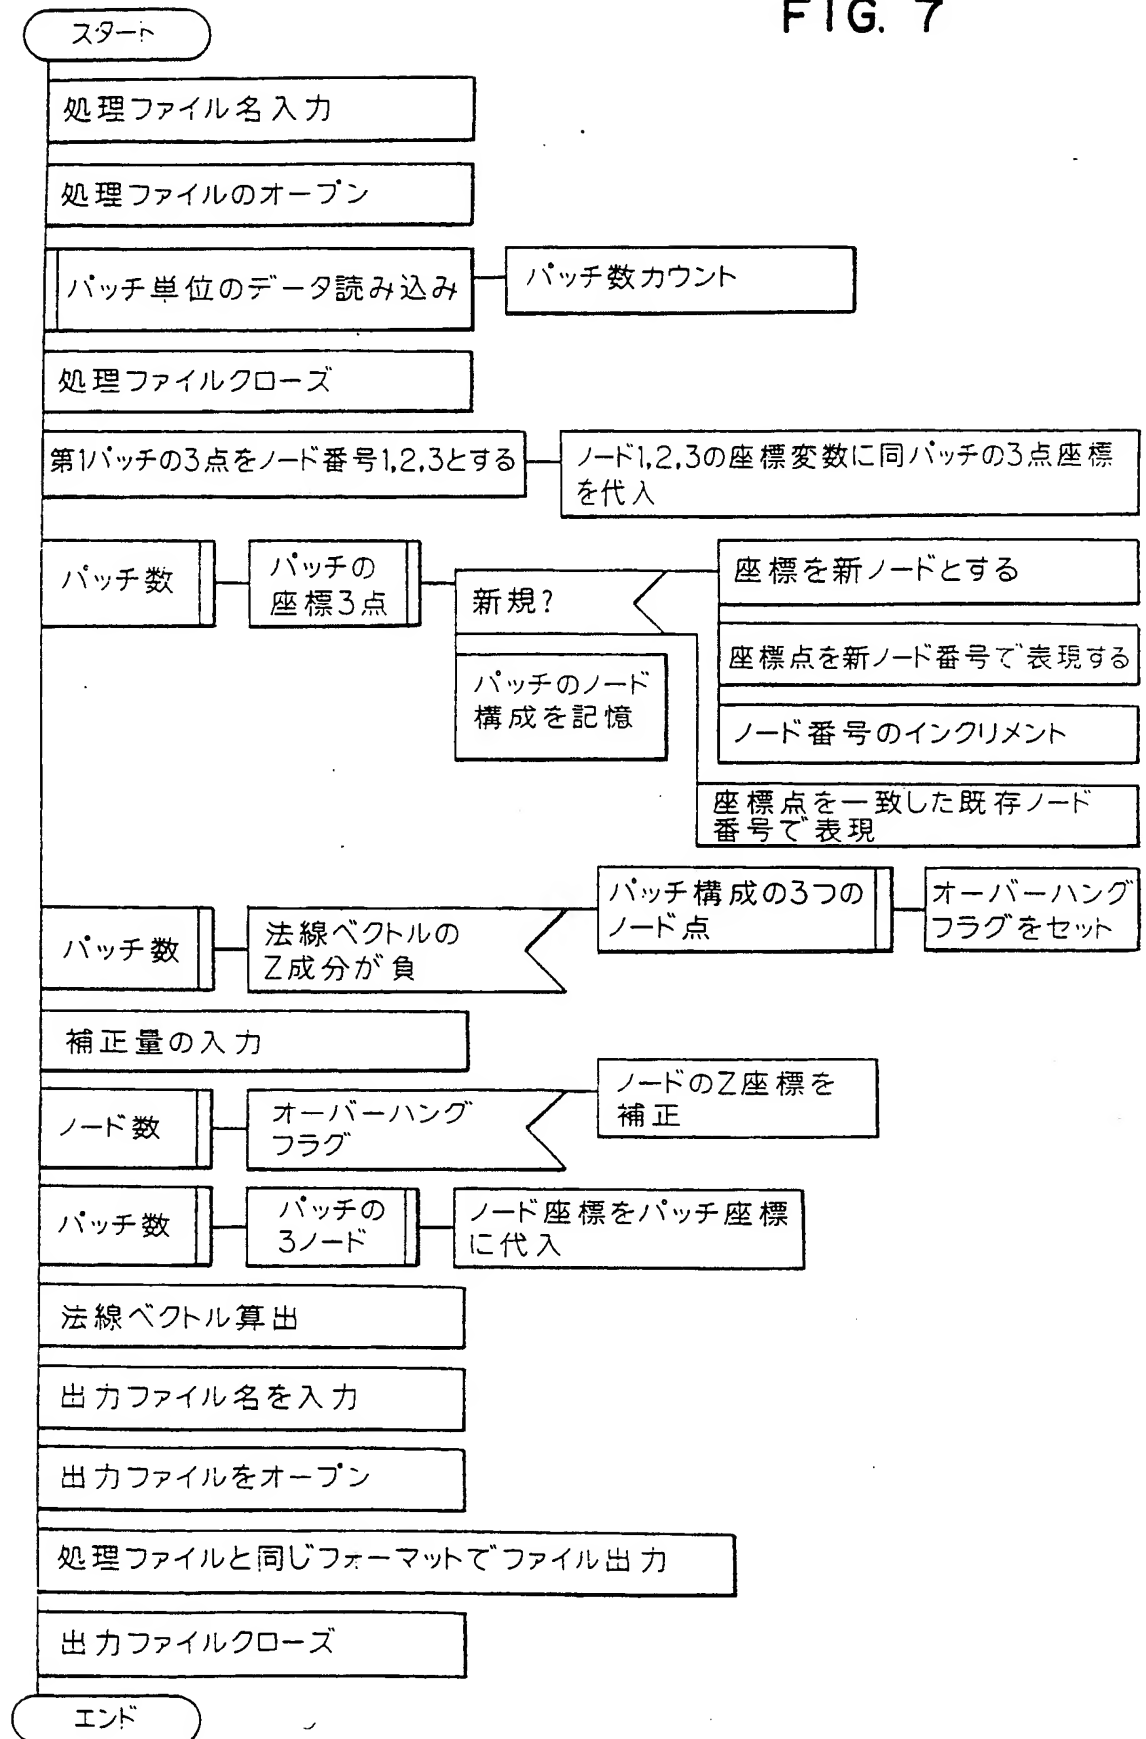 FIG. 7
スタート
処理ファイル名入力
処理ファイルのオープン
パッチ単位のデータ読み込み
パッチ数カウント
処理ファイルクローズ
第1パッチの3点をノード番号1,2,3とする
ノード1,2,3の座標変数に同パッチの3点座標
を代入
パッチ数
パッチの
座標3点
新規?
座標を新ノードとする
座標点を新ノード番号で表現する
ノード番号のインクリメント
座標点を一致した既存ノード
番号で表現
パッチのノード
構成を記憶
パッチ数
法線ベクトルの
Z成分が負
パッチ構成の3つの
ノード点
オーバーハング
フラグをセット
補正量の入力
ノード数
オーバーハング
フラグ
ノードのZ座標を
補正
パッチ数
パッチの
3ノード
ノード座標をパッチ座標
に代入
法線ベクトル算出
出力ファイル名を入力
出力ファイルをオープン
処理ファイルと同じフォーマットでファイル出力
出力ファイルクローズ
エンド